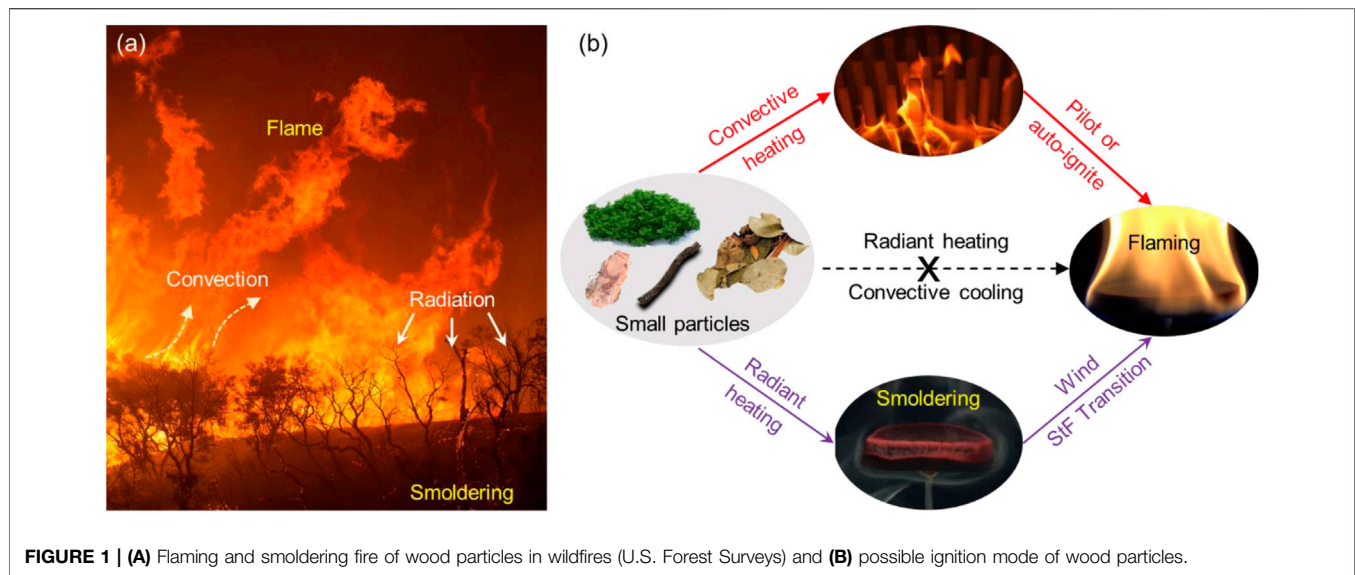 (a)
Flame
Convection
Radiation
Smoldering
(b)
Convective
heating
Pilot or
auto-ignite
Small particles
Radiant heating
X
Convective cooling
Flaming
Radiant
heating
Smoldering
Wind
StF Transition
FIGURE 1 | (A) Flaming and smoldering fire of wood particles in wildfires (U.S. Forest Surveys) and (B) possible ignition mode of wood particles.